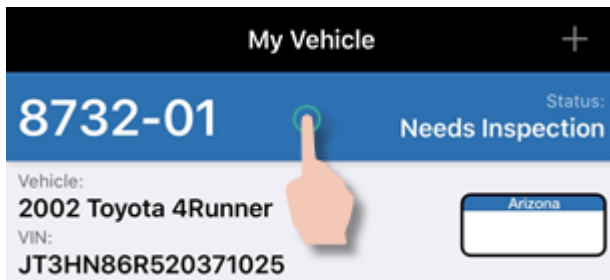 My Vehicle
8732-01
Status:
Needs Inspection
Vehicle:
2002 Toyota 4Runner
VIN:
JT3HN86R520371025
Arizona